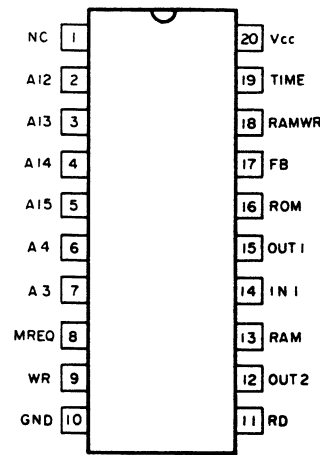 NC 1 20 Vcc
A12 2 19 TIME
A13 3 18 RAMWR
A14 4 17 FB
A15 5 16 ROM
A4 6 15 OUT1
A3 7 14 IN1
MREQ 8 13 RAM
WR 9 12 OUT2
GND 10 11 RD